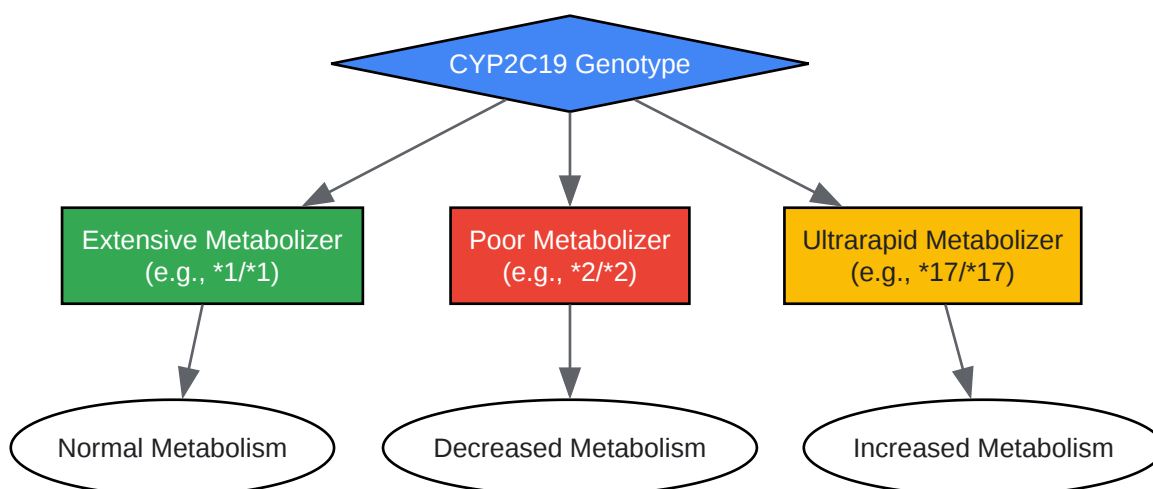 CYP2C19 Genotype
Extensive Metabolizer
(e.g., *1/*1)
Poor Metabolizer
(e.g., *2/*2)
Ultrarapid Metabolizer
(e.g., *17/*17)
Normal Metabolism
Decreased Metabolism
Increased Metabolism